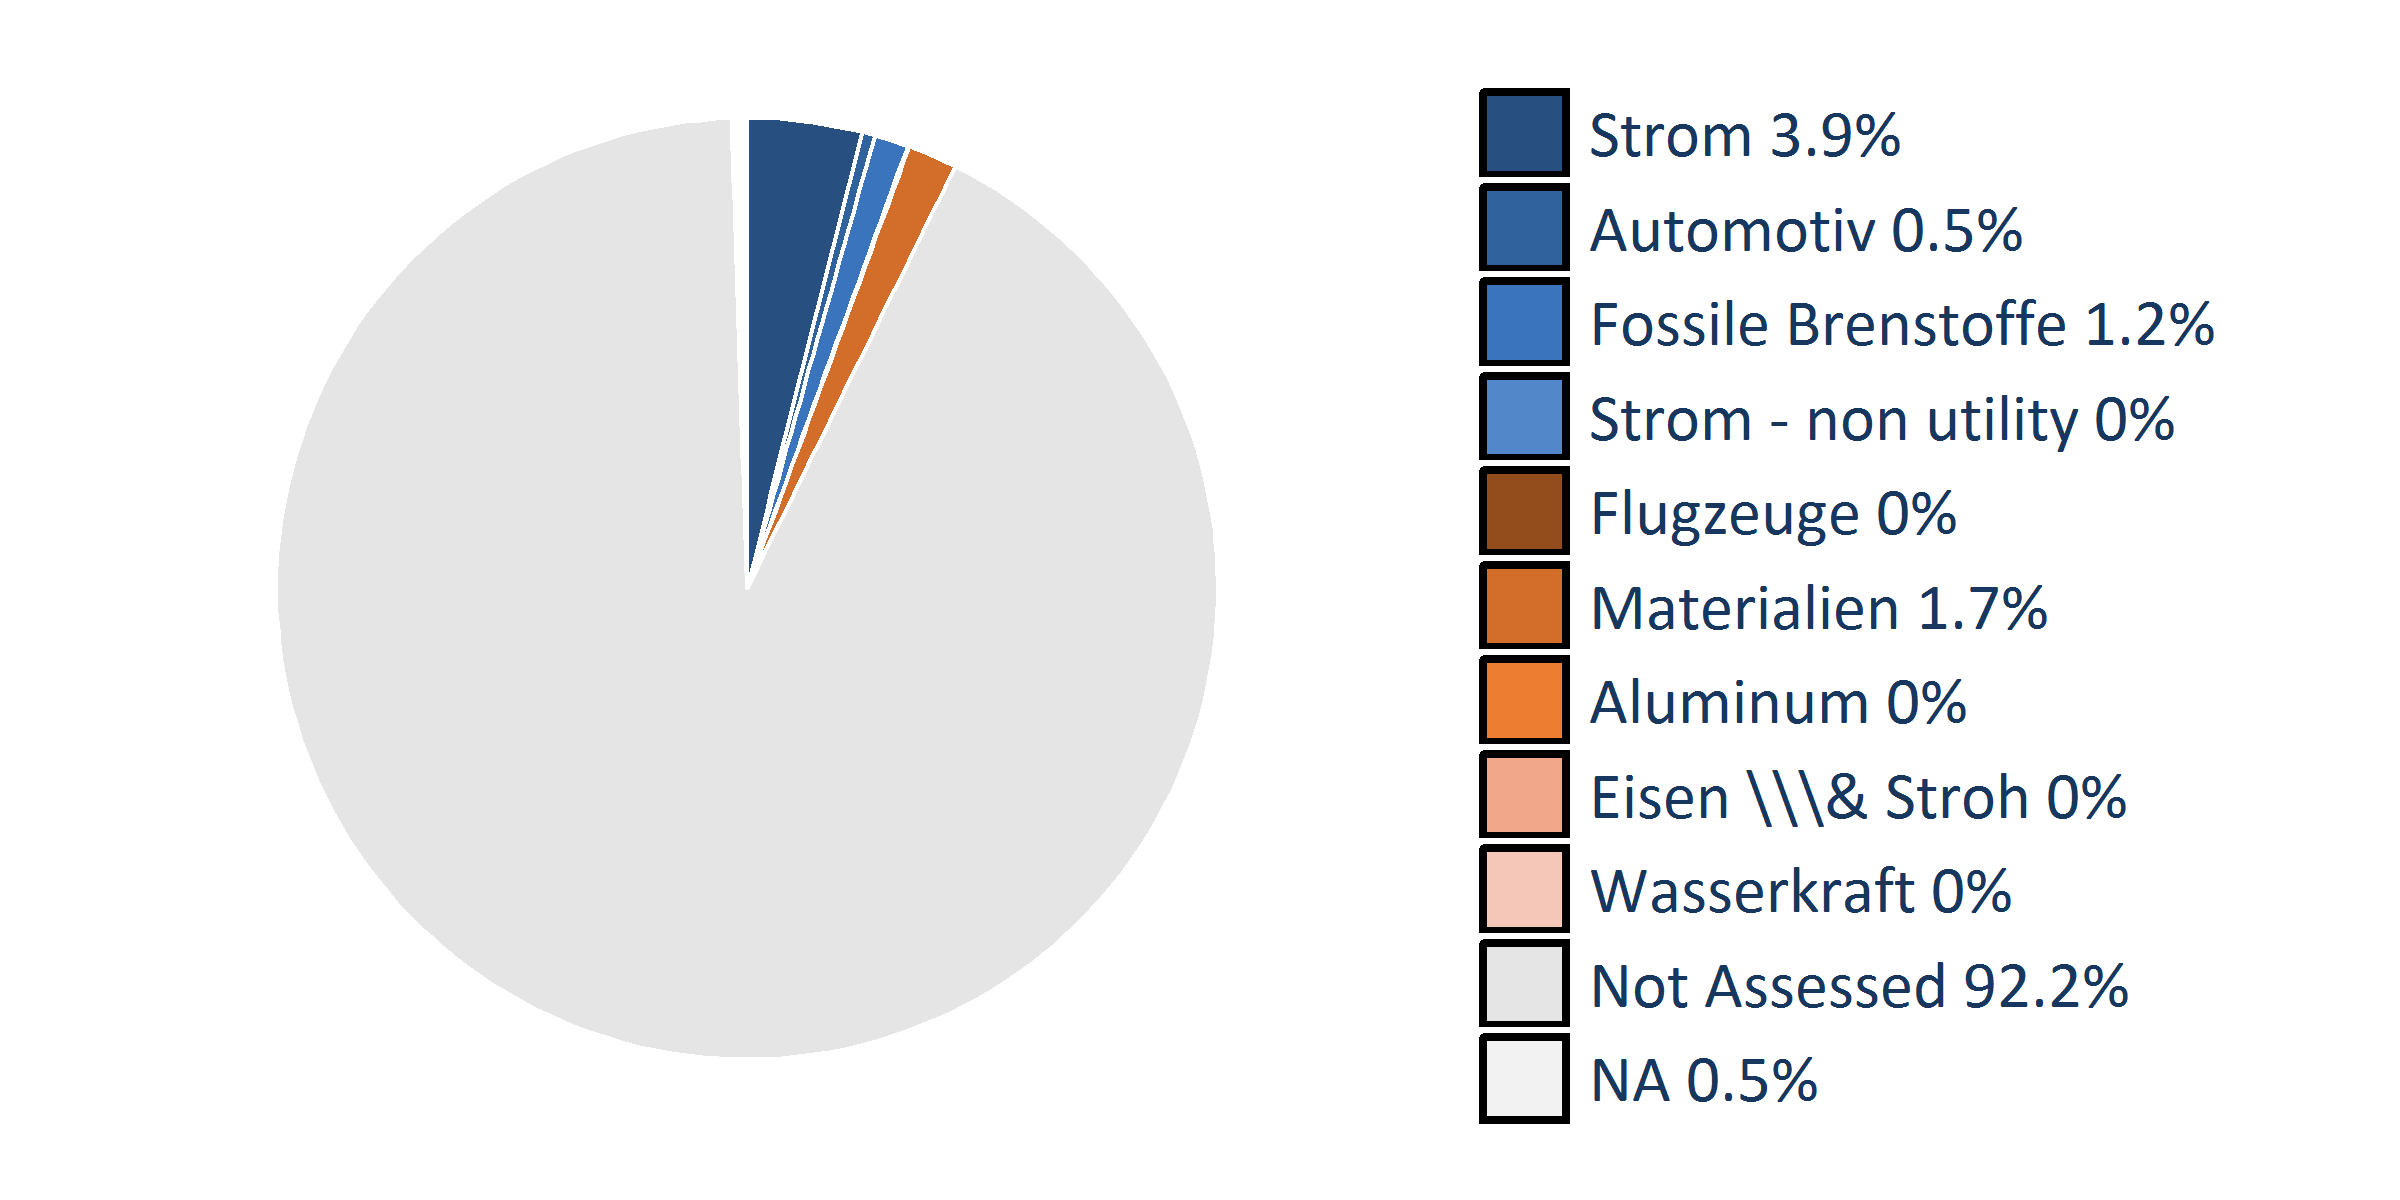 Strom 3.9%
Automotiv 0.5%
Fossile Brenstoffe 1.2%
Strom - non utility 0%
Flugzeuge 0%
Materialien 1.7%
Aluminum 0%
Eisen \\\& Stroh 0%
Wasserkraft 0%
Not Assessed 92.2%
NA 0.5%